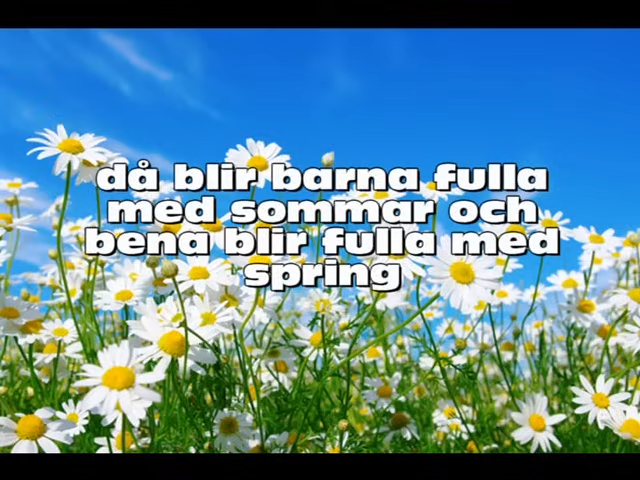 då blir barna fulla
med sommar och
bena blir fulla med
spring